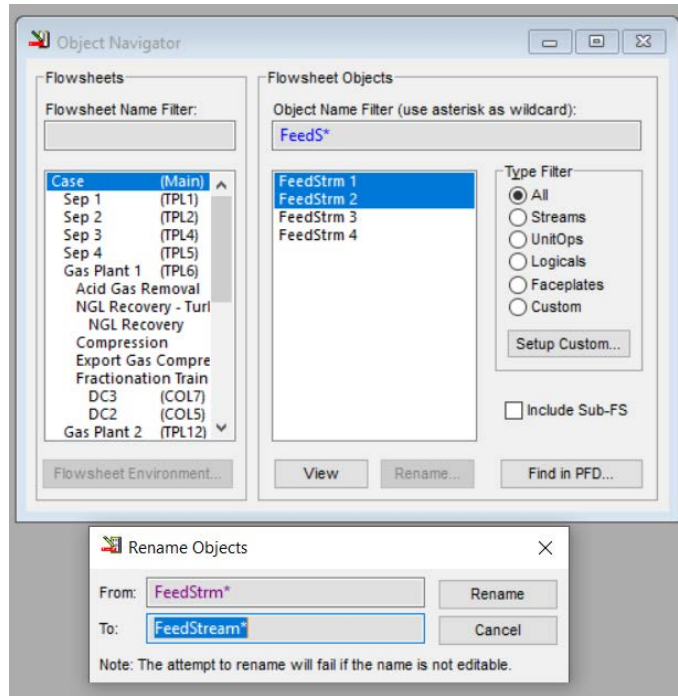 Object Navigator
Flowsheets
Flowsheet Name Filter:
Case (Main)
Sep 1 (TPL1)
Sep 2 (TPL2)
Sep 3 (TPL4)
Sep 4 (TPL5)
Gas Plant 1 (TPL6)
Acid Gas Removal
NGL Recovery - Turl
NGL Recovery
Compression
Export Gas Compre
Fractionation Train
DC3 (COL7)
DC2 (COL5)
Gas Plant 2 (TPL12)
Flowsheet Environment...
Flowsheet Objects
Object Name Filter (use asterisk as wildcard):
FeedS*
FeedStrm 1
FeedStrm 2
FeedStrm 3
FeedStrm 4
Type Filter
All
Streams
UnitOps
Logicals
Faceplates
Custom
Setup Custom...
Include Sub-FS
View
Rename...
Find in PFD...
Rename Objects
From: FeedStrm*
Rename
To: FeedStream*
Cancel
Note: The attempt to rename will fail if the name is not editable.